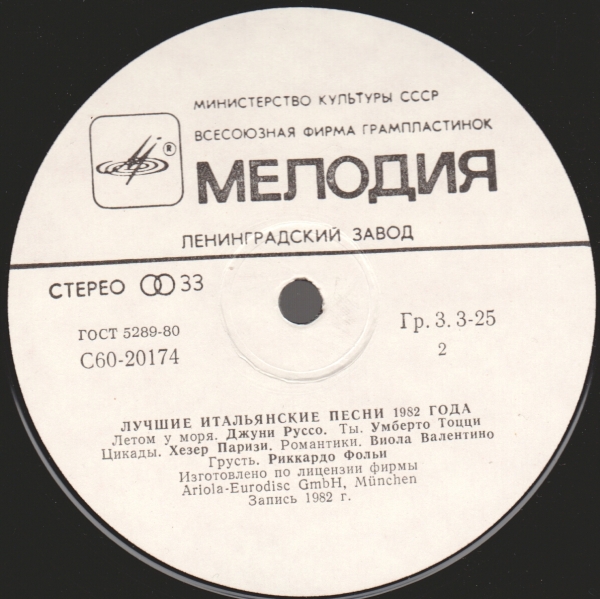 МИНИСТЕРСТВО КУЛЬТУРЫ СССР
ВСЕСОЮЗНАЯ ФИРМА ГРАМПЛАСТИНОК
®
МЕЛОДИЯ
ЛЕНИНГРАДСКИЙ ЗАВОД
СТЕРЕО 33
ГОСТ 5289-80
С60-20174
Гр. 3. 3-25
2
ЛУЧШИЕ ИТАЛЬЯНСКИЕ ПЕСНИ 1982 ГОДА
Летом у моря. Джуни Руссо. Ты. Умберто Тоцци
Цикады. Хезер Паризи. Романтики. Виола Валентино
Грусть. Риккардо Фольи
Изготовлено по лицензии фирмы
Ariola-Eurodisc GmbH, München
Запись 1982 г.